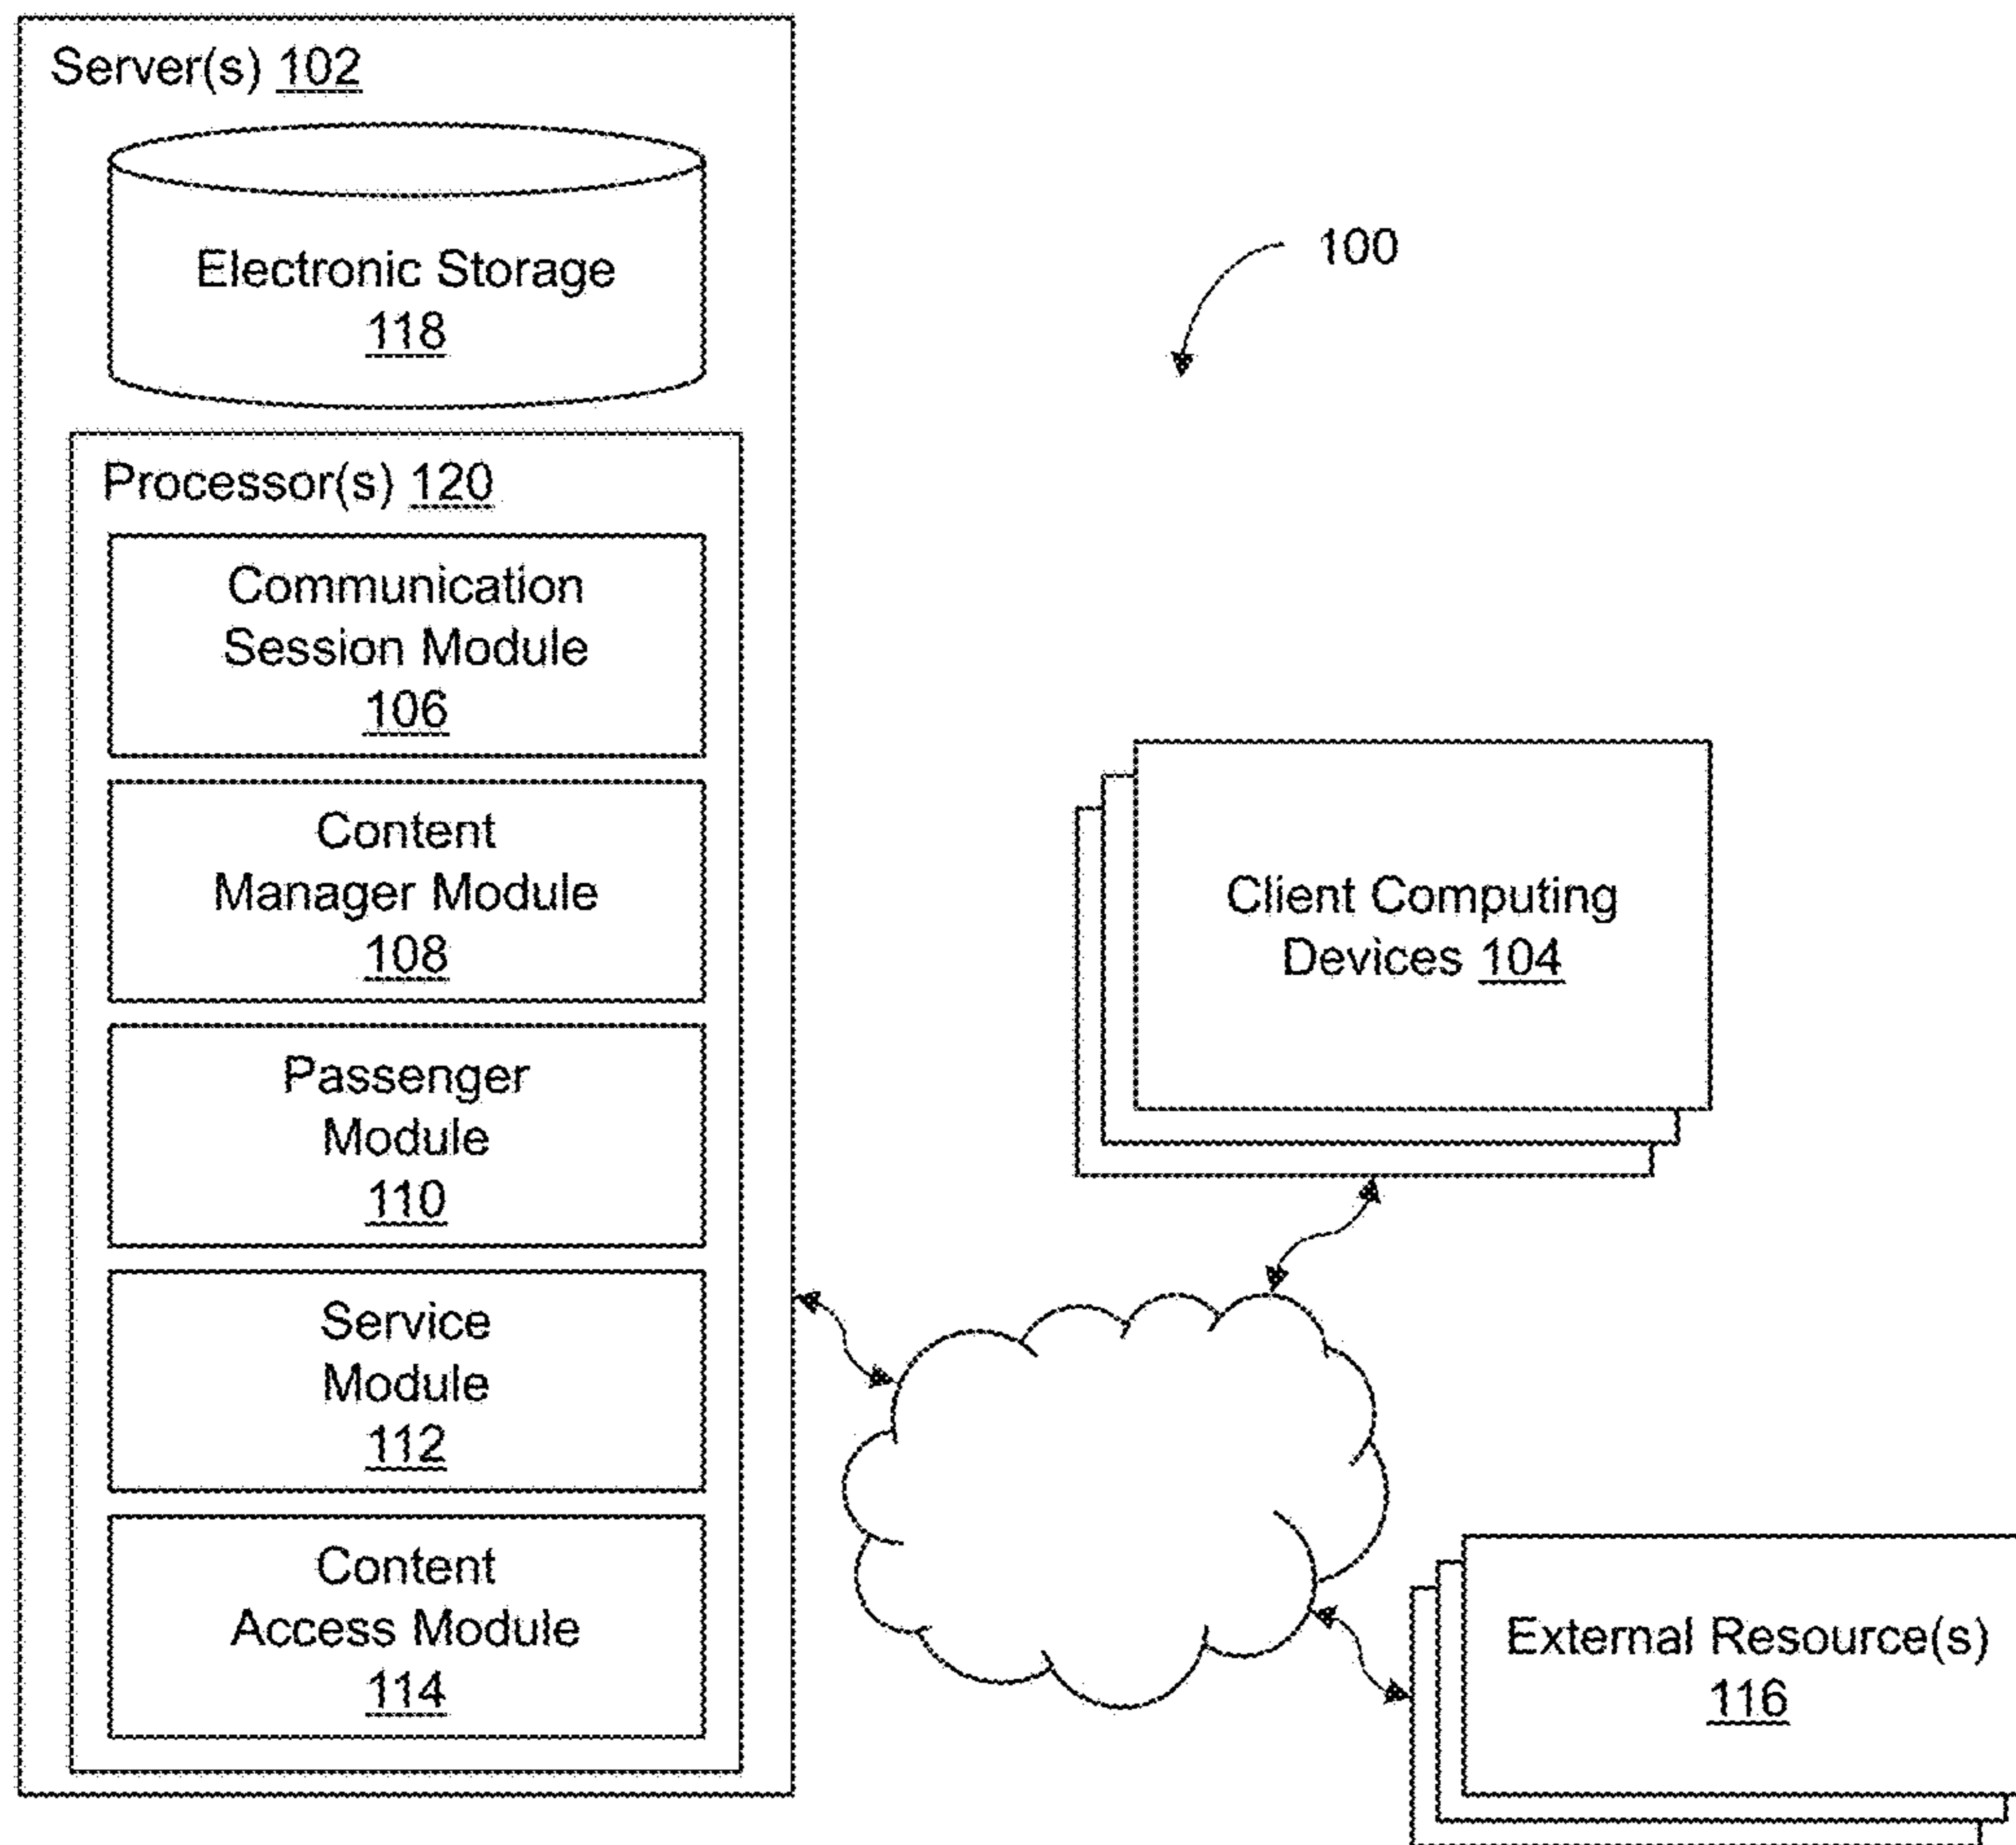 Server(s) 102
Electronic Storage
118
100
Processor(s) 120
Communication
Session Module
106
Content
Manager Module
108
Passenger
Module
110
Service
Module
112
Content
Access Module
114
Client Computing
Devices 104
External Resource(s)
116